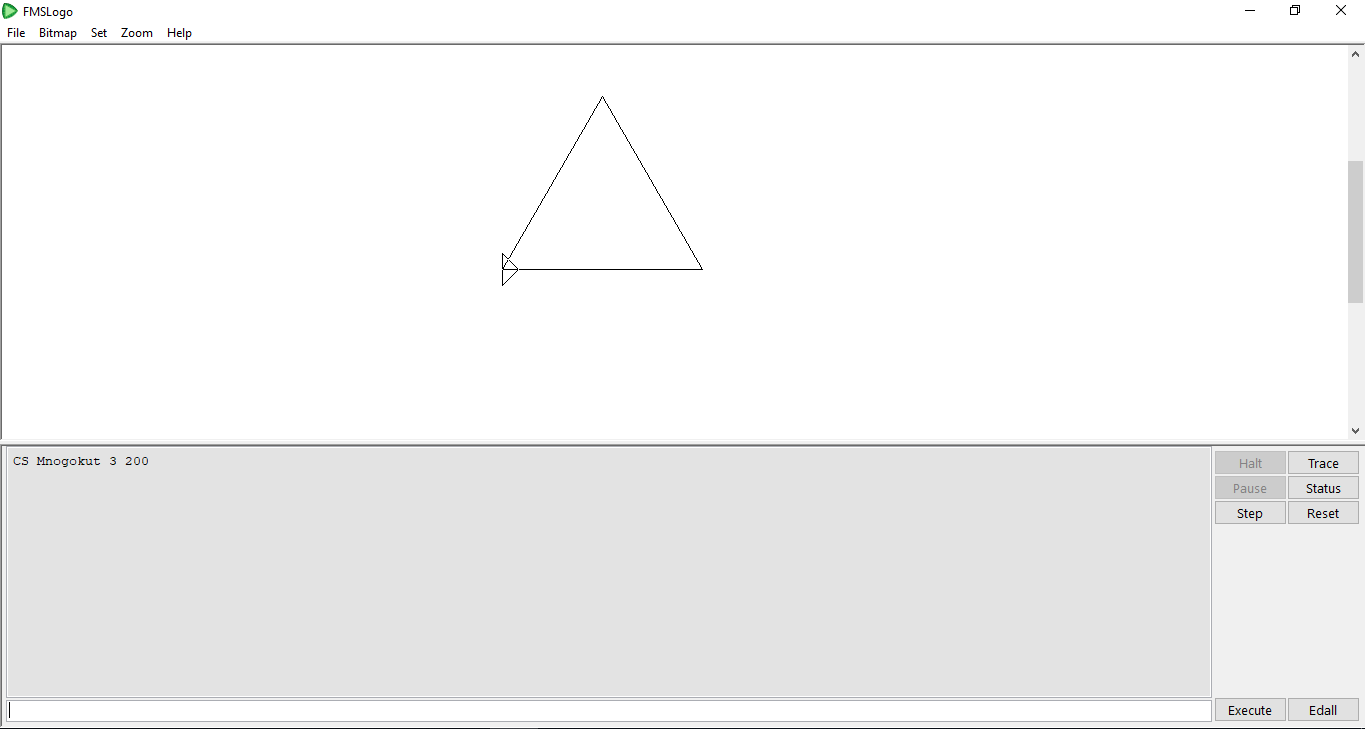 FMSLogo
File Bitmap Set Zoom Help
CS Mnogokut 3 200
Halt Trace
Pause Status
Step Reset
Execute Edall